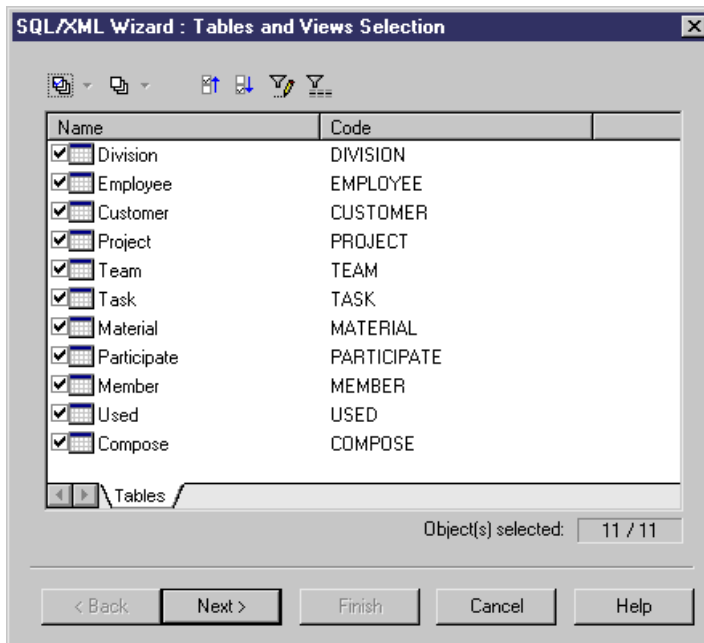 SQL/XML Wizard : Tables and Views Selection
Name Code
Division DIVISION
Employee EMPLOYEE
Customer CUSTOMER
Project PROJECT
Team TEAM
Task TASK
Material MATERIAL
Participate PARTICIPATE
Member MEMBER
Used USED
Compose COMPOSE
Tables
Object(s) selected: 11 / 11
< Back Next > Finish Cancel Help